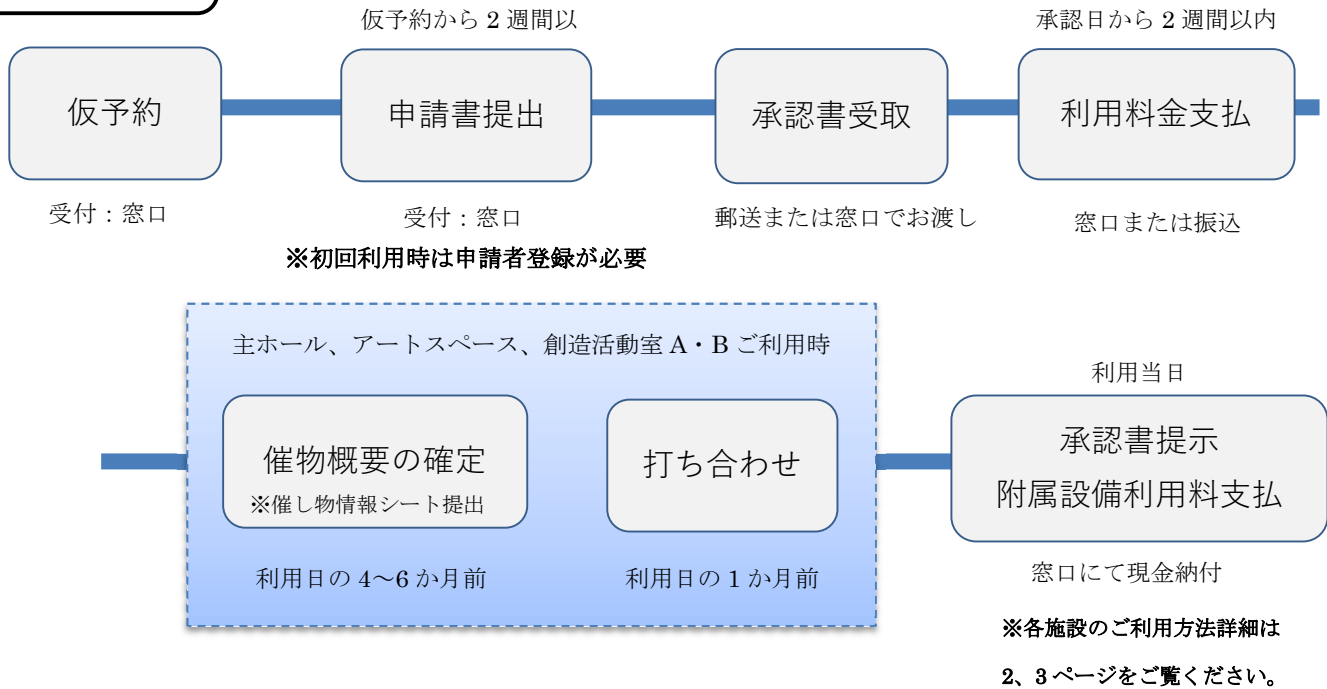 仮予約から 2 週間以
承認日から 2 週間以内
仮予約
申請書提出
承認書受取
利用料金支払
受付：窓口
受付：窓口
郵送または窓口でお渡し
窓口または振込
※初回利用時は申請者登録が必要
主ホール、アートスペース、創造活動室 A・B ご利用時
催物概要の確定
※催し物情報シート提出
打ち合わせ
利用日の 4～6 か月前
利用日の 1 か月前
利用当日
承認書提示
附属設備利用料支払
窓口にて現金納付
※各施設のご利用方法詳細は
2、3 ページをご覧ください。